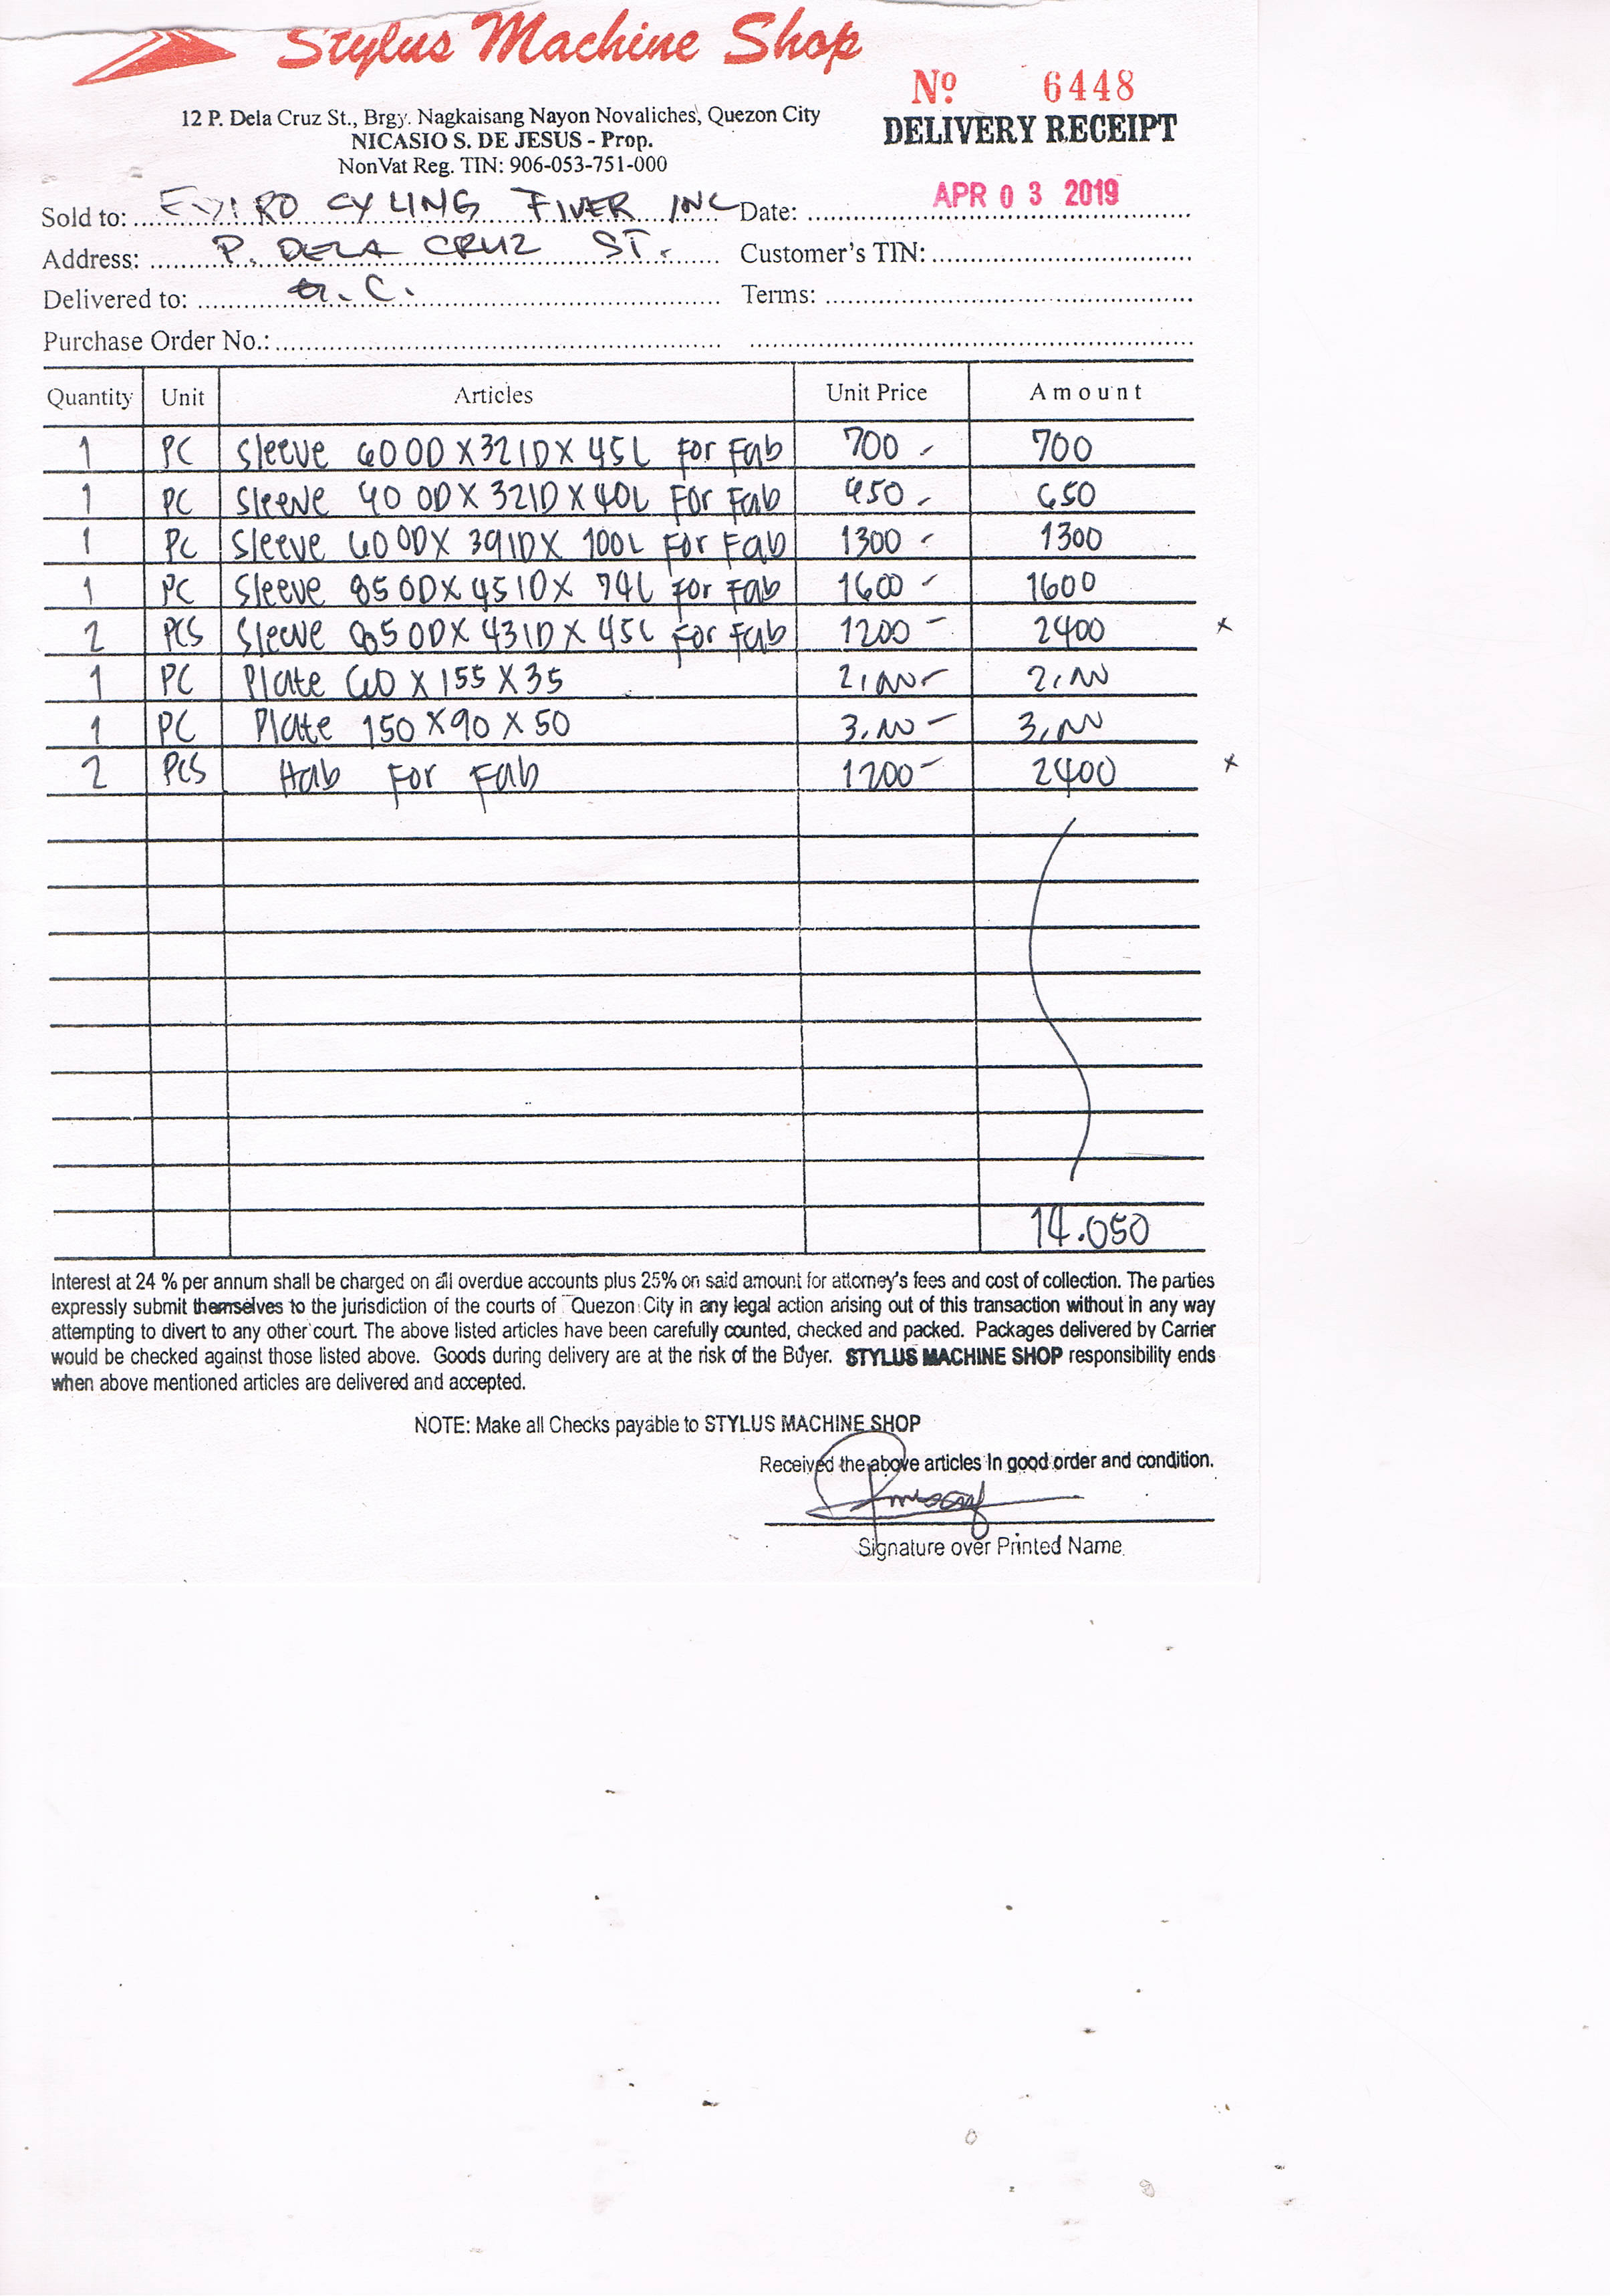 Stylus Machine Shop
Nº 6448
12 P. Dela Cruz St., Brgy. Nagkaisang Nayon Novaliches, Quezon City
DELIVERY RECEIPT
NICASIO S. DE JESUS - Prop.
NonVat Reg. TIN: 906-053-751-000
Sold to: ENVIRO CYLING FIVER INC Date: APR 03 2019
Address: P. DELA CRUZ ST. Customer's TIN:
Delivered to: Q.C. Terms:
Purchase Order No.:
Quantity Unit Articles Unit Price Amount
1 PC Sleeve 60 OD X 32 ID X 45L For Fab 700 - 700
1 PC Sleeve 40 OD X 32 ID X 40L For Fab 650 - 650
1 PC Sleeve 60 OD X 39 ID X 100L For Fab 1300 - 1300
1 PC Sleeve 85 OD X 45 ID X 74L For Fab 1600 - 1600
2 PCS Sleeve 85 OD X 43 ID X 45L For Fab 1200 - 2400 x
1 PC Plate 60 X 155 X 35
1 PC Plate 150 X 90 X 50
2 PCS Hab For Fab 1200 - 2400 x
14.050
Interest at 24 % per annum shall be charged on all overdue accounts plus 25% on said amount for attorney's fees and cost of collection. The parties
expressly submit themselves to the jurisdiction of the courts of Quezon City in any legal action arising out of this transaction without in any way
attempting to divert to any other court. The above listed articles have been carefully counted, checked and packed. Packages delivered by Carrier
would be checked against those listed above. Goods during delivery are at the risk of the Buyer. STYLUS MACHINE SHOP responsibility ends
when above mentioned articles are delivered and accepted.
NOTE: Make all Checks payable to STYLUS MACHINE SHOP
Received the above articles In good order and condition.
Signature over Printed Name